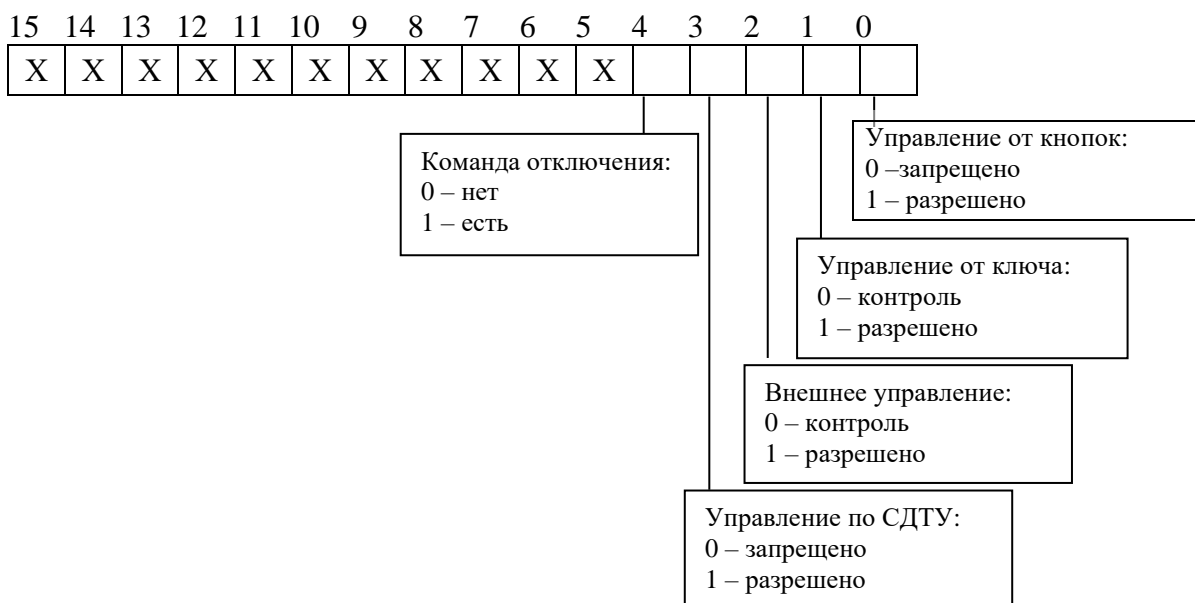 15 14 13 12 11 10 9 8 7 6 5 4 3 2 1 0
X X X X X X X X X X X
Управление от кнопок:
0 –запрещено
1 – разрешено
Команда отключения:
0 – нет
1 – есть
Управление от ключа:
0 – контроль
1 – разрешено
Внешнее управление:
0 – контроль
1 – разрешено
Управление по СДТУ:
0 – запрещено
1 – разрешено